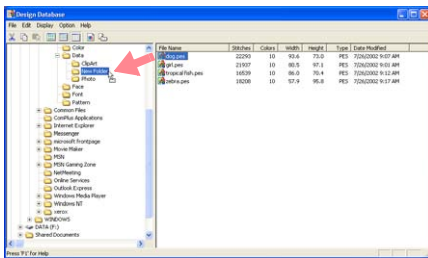 Design Database
File Edit Display Option Help
Color
Data
ClipArt
New Folder
Photo
Face
Font
Pattern
Common Files
ComPlus Applications
Internet Explorer
Messenger
microsoft frontpage
Movie Maker
MSN
MSN Gaming Zone
NetMeeting
Online Services
Outlook Express
Windows Media Player
Windows NT
xerox
WINDOWS
DATA (F:)
Shared Documents
File Name Stitches Colors Width Height Type Date Modified
dog.pes 22293 10 93.6 73.0 PES 7/26/2002 9:07 AM
girl.pes 21937 10 80.5 97.1 PES 7/26/2002 9:01 AM
tropical fish.pes 16539 10 86.0 70.4 PES 7/26/2002 9:12 AM
zebra.pes 18208 10 57.9 95.8 PES 7/26/2002 9:17 AM
Press 'F1' for Help